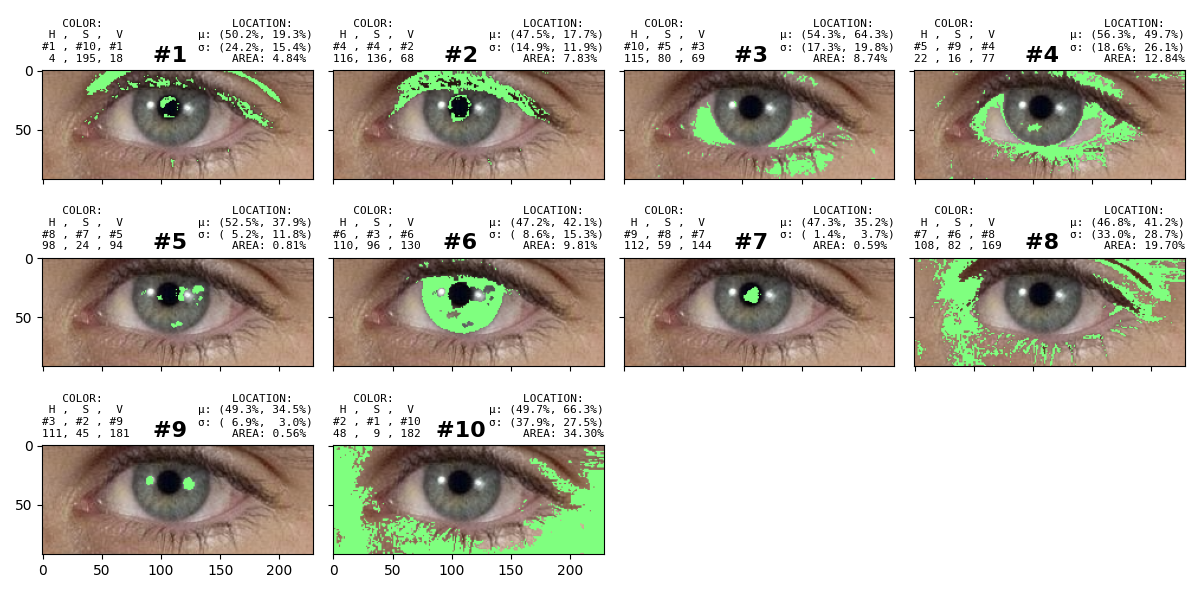 COLOR: LOCATION:
H , S , V μ: (50.2%, 19.3%)
#1 , #10, #1 #1 σ: (24.2%, 15.4%)
4 , 195, 18 AREA: 4.84%
COLOR: LOCATION:
H , S , V μ: (47.5%, 17.7%)
#4 , #4 , #2 #2 σ: (14.9%, 11.9%)
116, 136, 68 AREA: 7.83%
COLOR: LOCATION:
H , S , V μ: (54.3%, 64.3%)
#10, #5 , #3 #3 σ: (17.3%, 19.8%)
115, 80 , 69 AREA: 8.74%
COLOR: LOCATION:
H , S , V μ: (56.3%, 49.7%)
#5 , #9 , #4 #4 σ: (18.6%, 26.1%)
22 , 16 , 77 AREA: 12.84%
0
50
COLOR: LOCATION:
H , S , V μ: (52.5%, 37.9%)
#8 , #7 , #5 #5 σ: ( 5.2%, 11.8%)
98 , 24 , 94 AREA: 0.81%
COLOR: LOCATION:
H , S , V μ: (47.2%, 42.1%)
#6 , #3 , #6 #6 σ: ( 8.6%, 15.3%)
110, 96 , 130 AREA: 9.81%
COLOR: LOCATION:
H , S , V μ: (47.3%, 35.2%)
#9 , #8 , #7 #7 σ: ( 1.4%, 3.7%)
112, 59 , 144 AREA: 0.59%
COLOR: LOCATION:
H , S , V μ: (46.8%, 41.2%)
#7 , #6 , #8 #8 σ: (33.0%, 28.7%)
108, 82 , 169 AREA: 19.70%
0
50
COLOR: LOCATION:
H , S , V μ: (49.3%, 34.5%)
#3 , #2 , #9 #9 σ: ( 6.9%, 3.0%)
111, 45 , 181 AREA: 0.56%
COLOR: LOCATION:
H , S , V μ: (49.7%, 66.3%)
#2 , #1 , #10 #10 σ: (37.9%, 27.5%)
48 , 9 , 182 AREA: 34.30%
0
50
0 50 100 150 200
0 50 100 150 200